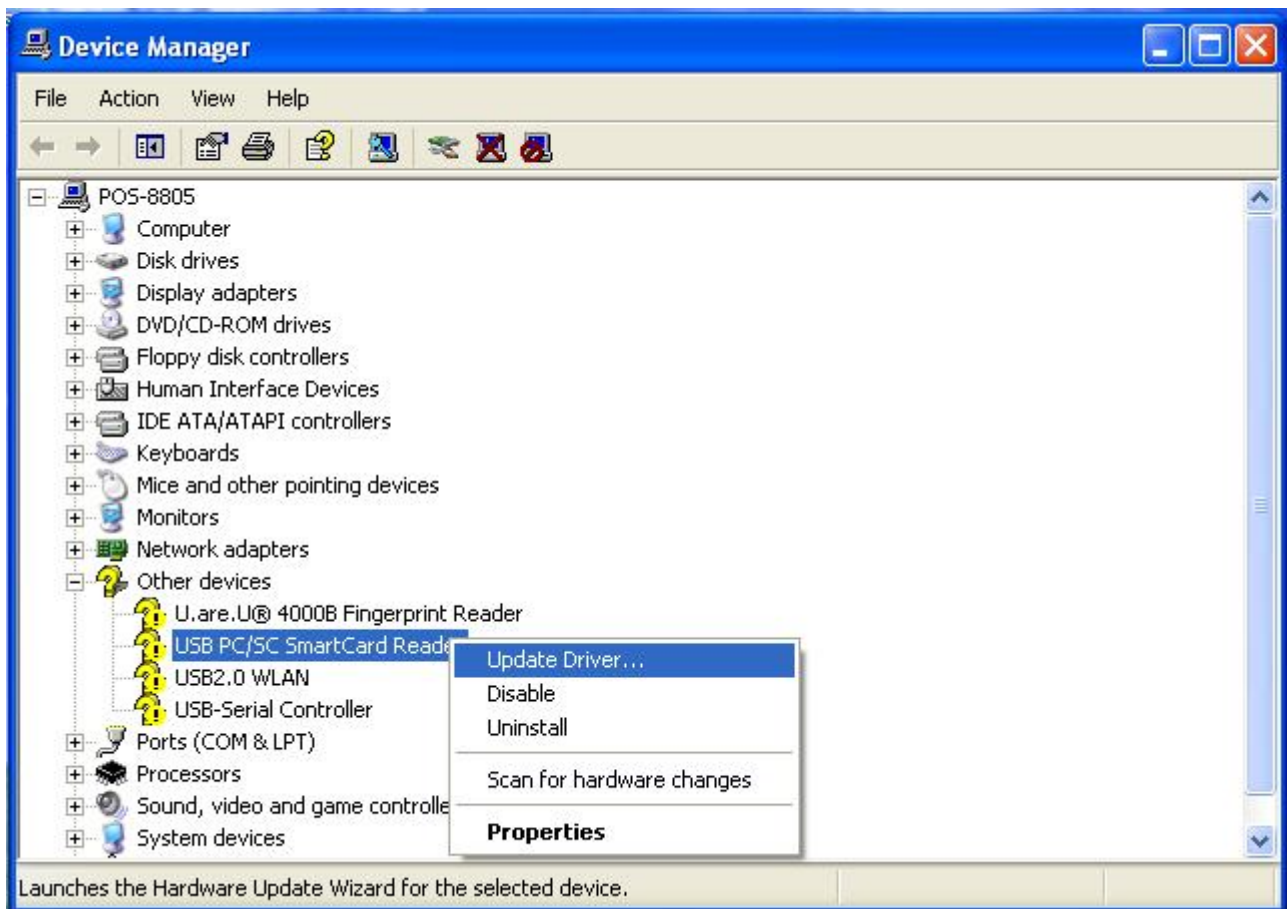 Device Manager
File Action View Help
POS-8805
Computer
Disk drives
Display adapters
DVD/CD-ROM drives
Floppy disk controllers
Human Interface Devices
IDE ATA/ATAPI controllers
Keyboards
Mice and other pointing devices
Monitors
Network adapters
Other devices
U.are.U® 4000B Fingerprint Reader
USB PC/SC SmartCard Reade
USB2.0 WLAN
USB-Serial Controller
Ports (COM & LPT)
Processors
Sound, video and game controlle
System devices
Update Driver...
Disable
Uninstall
Scan for hardware changes
Properties
Launches the Hardware Update Wizard for the selected device.